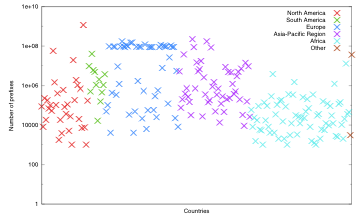 1e+10
1e+08
1e+06
10000
100
1
Number of prefixes
Countries
North America
South America
Europe
Asia-Pacific Region
Africa
Other